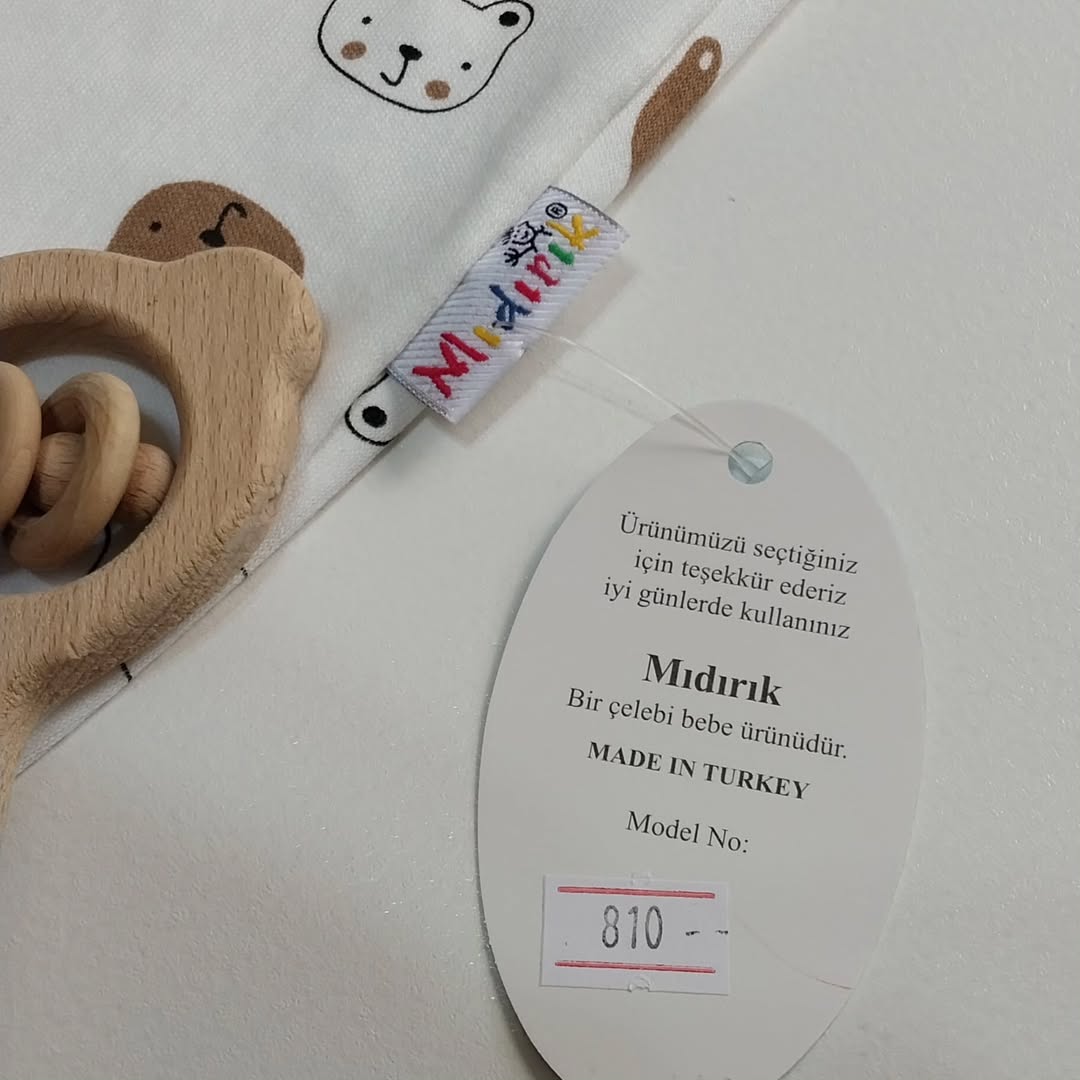 Mıdırık ®
Ürünümüzü seçtiğiniz
için teşekkür ederiz
iyi günlerde kullanınız
Mıdırık
Bir çelebi bebe ürünüdür.
MADE IN TURKEY
Model No:
810 --